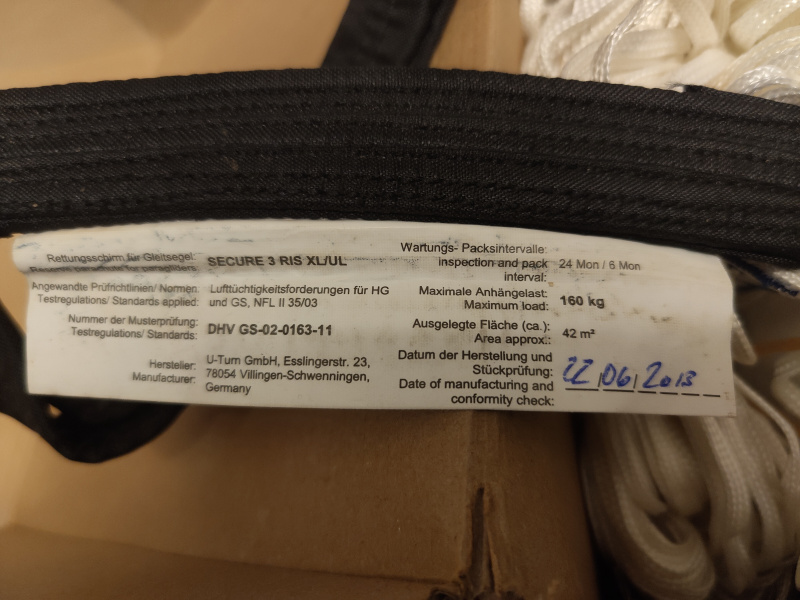 Rettungsschirm für Gleitsegel: SECURE 3 RIS XL/UL
Reserve parachute for paragliders:
Angewandte Prüfrichtlinien/ Normen: Lufttüchtigkeitsforderungen für HG
Testregulations/ Standards applied: und GS, NFL II 35/03
Nummer der Musterprüfung: DHV GS-02-0163-11
Testregulations/ Standards:
Hersteller: U-Turn GmbH, Esslingerstr. 23,
Manufacturer: 78054 Villingen-Schwenningen,
Germany
Wartungs- Packsintervalle:
inspection and pack 24 Mon / 6 Mon
interval:
Maximale Anhängelast: 160 kg
Maximum load:
Ausgelegte Fläche (ca.): 42 m²
Area approx.:
Datum der Herstellung und
Stückprüfung: 22,06,2013
Date of manufacturing and
conformity check: